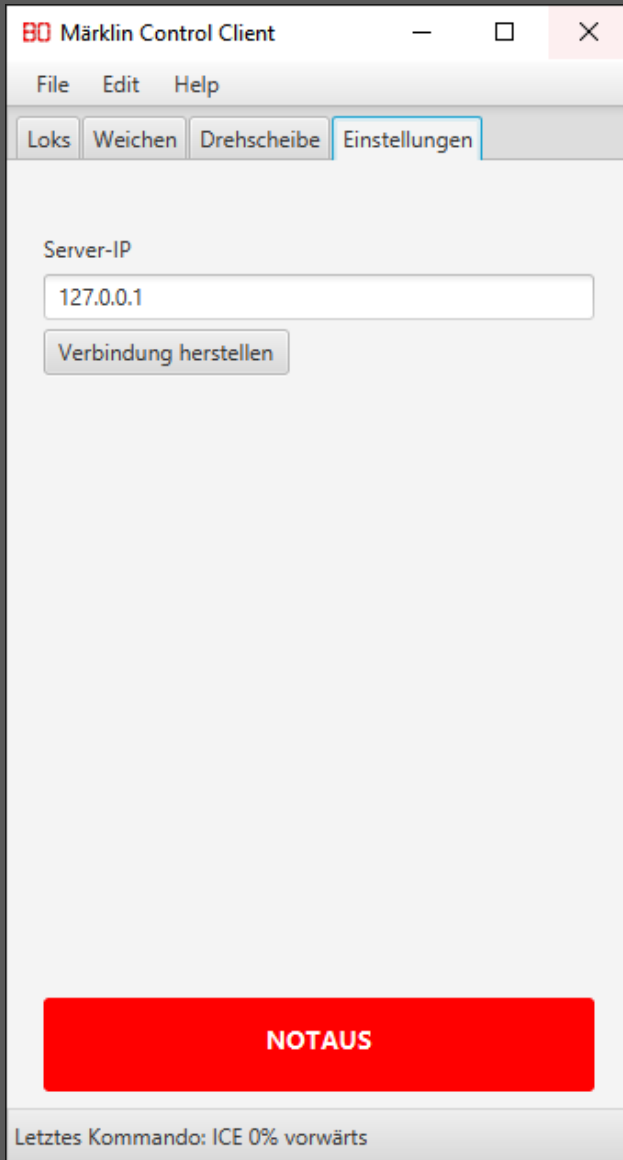 BO Märklin Control Client
File Edit Help
Loks Weichen Drehscheibe Einstellungen
Server-IP
127.0.0.1
Verbindung herstellen
NOTAUS
Letztes Kommando: ICE 0% vorwärts